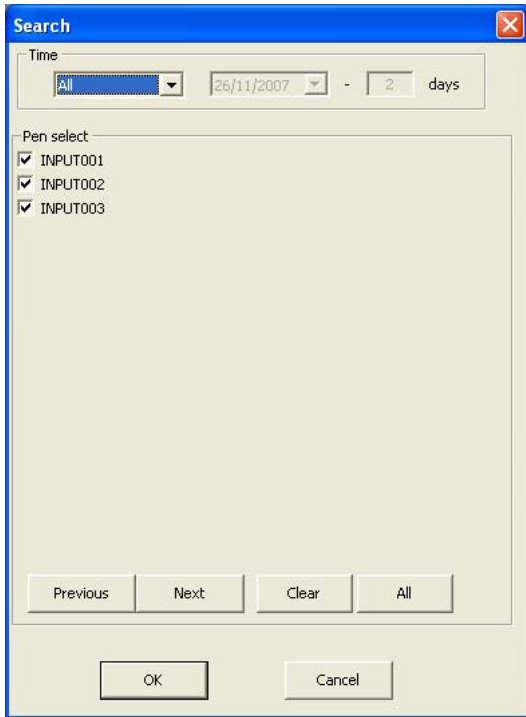 Search
Time
All 26/11/2007 - 2 days
Pen select
INPUT001
INPUT002
INPUT003
Previous Next Clear All
OK Cancel